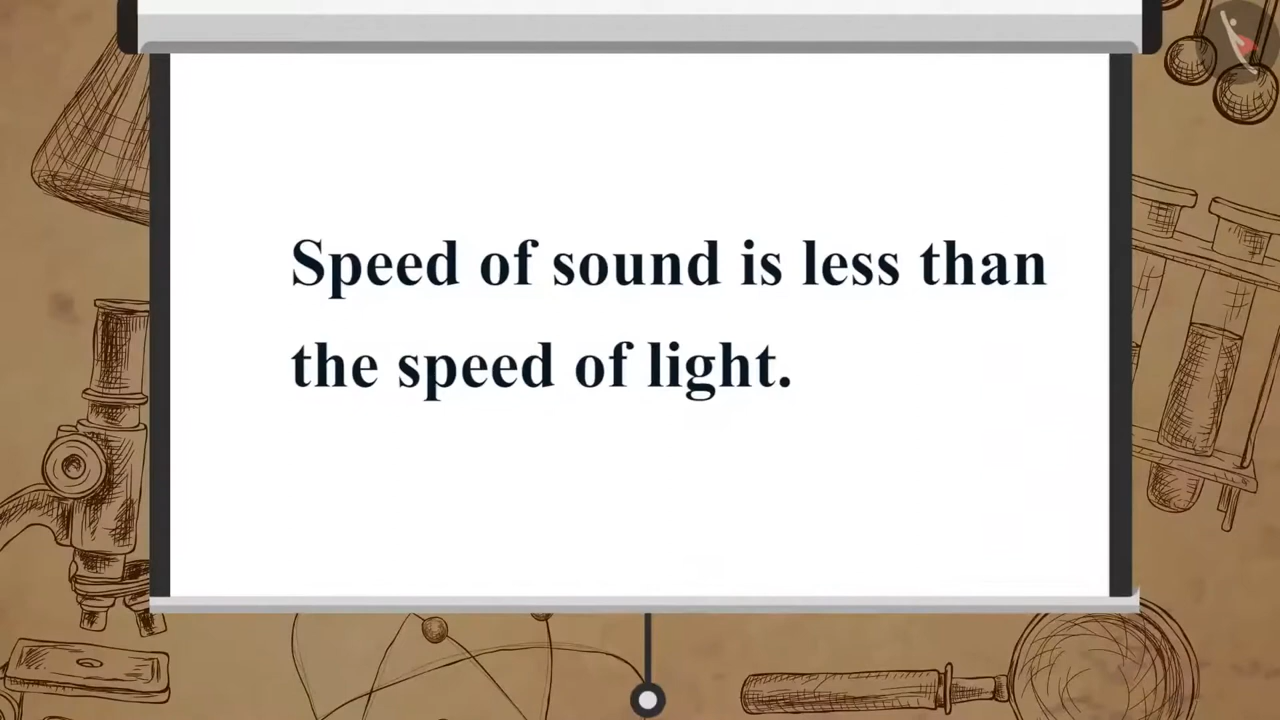 Speed of sound is less than
the speed of light.